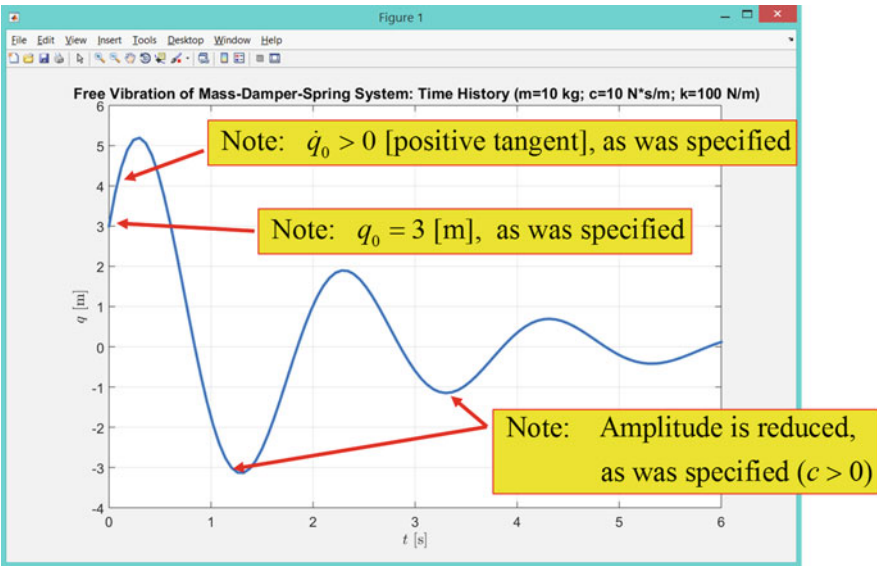 Figure 1
File Edit View Insert Tools Desktop Window Help
Free Vibration of Mass-Damper-Spring System: Time History (m=10 kg; c=10 N*s/m; k=100 N/m)
6
5
4
3
2
1
0
-1
-2
-3
-4
q [m]
Note: q̇₀ > 0 [positive tangent], as was specified
Note: q₀ = 3 [m], as was specified
Note: Amplitude is reduced,
as was specified (c > 0)
0 1 2 3 4 5 6
t [s]